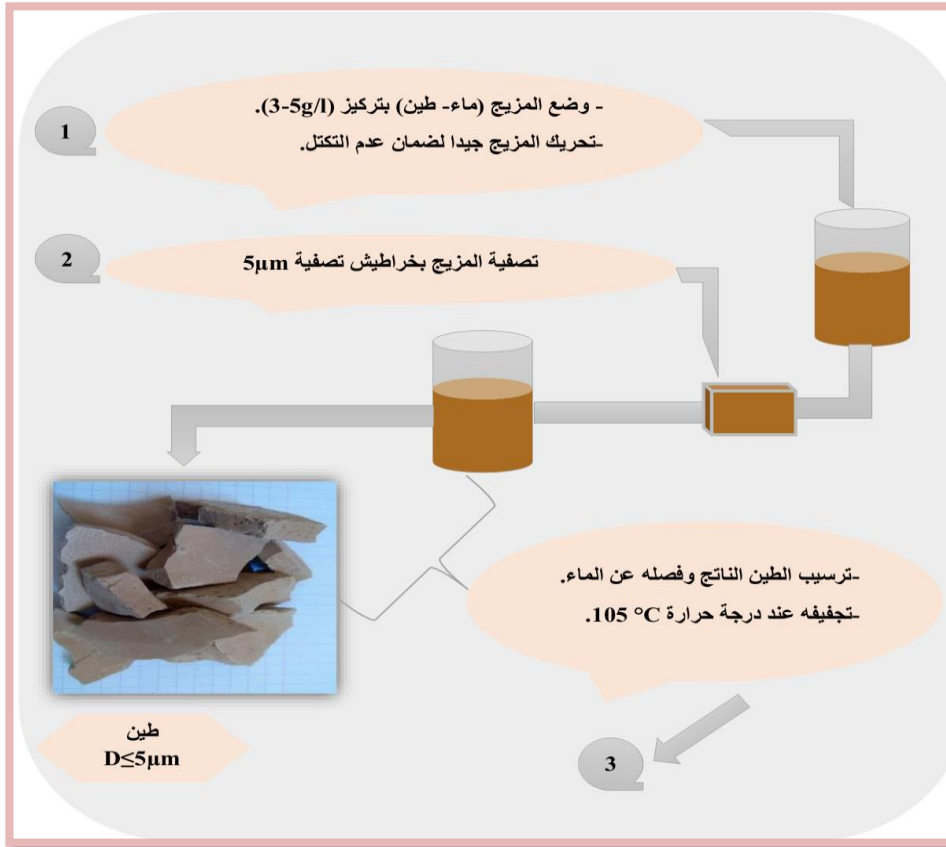 1
- وضع المزيج (ماء- طين) بتركيز (3-5g/l).
-تحريك المزيج جيدا لضمان عدم التكتل.
2
تصفية المزيج بخراطيش تصفية 5µm
-ترسيب الطين الناتج وفصله عن الماء.
-تجفيفه عند درجة حرارة 105 °C.
3
طين
D≤5µm